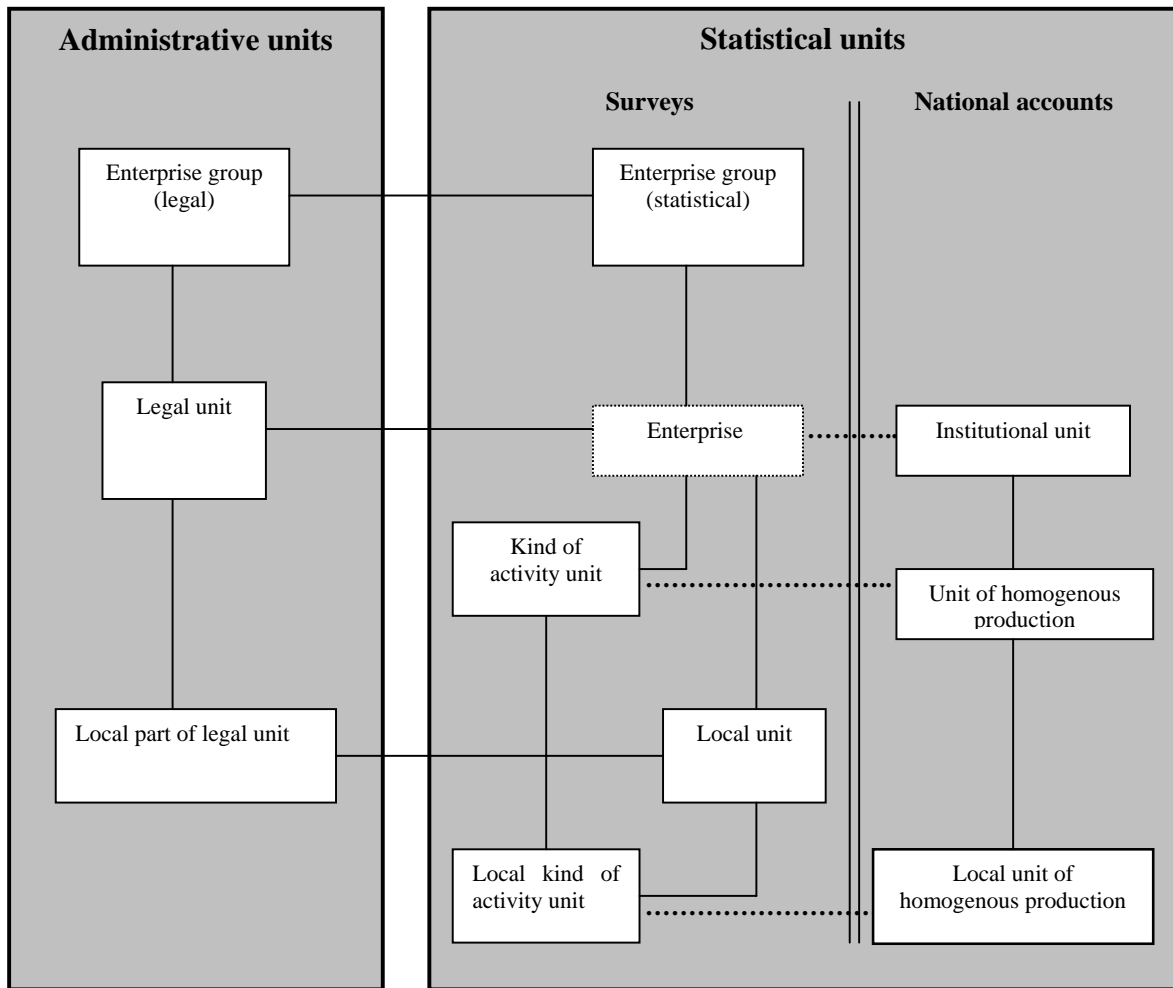 Administrative units
Statistical units
Surveys
National accounts
Enterprise group
(legal)
Enterprise group
(statistical)
Legal unit
Enterprise
Institutional unit
Kind of
activity unit
Unit of homogenous
production
Local part of legal unit
Local unit
Local kind of
activity unit
Local unit of
homogenous production